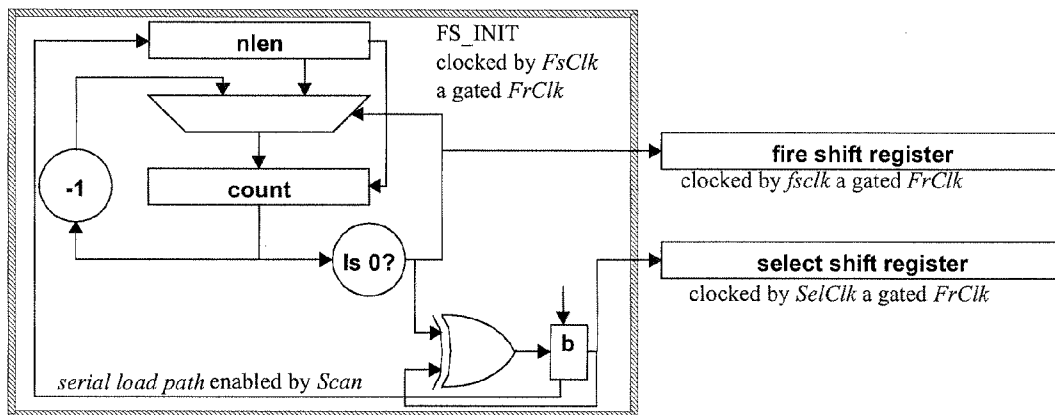 nlen
FS_INIT
clocked by FsClk
a gated FrClk
-1
count
Is 0?
b
serial load path enabled by Scan
fire shift register
clocked by fsclk a gated FrClk
select shift register
clocked by SelClk a gated FrClk